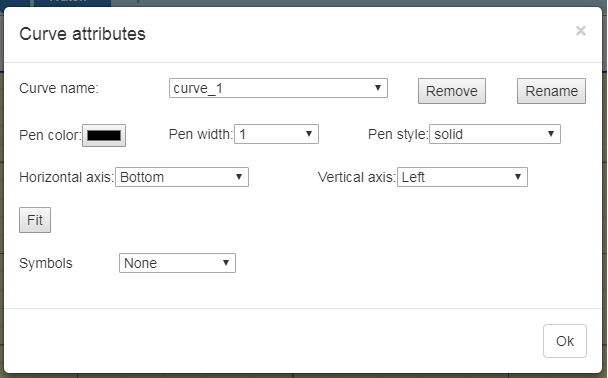 Curve attributes ×
Curve name: curve_1 Remove Rename
Pen color: Pen width: 1 Pen style: solid
Horizontal axis: Bottom Vertical axis: Left
Fit
Symbols None
Ok